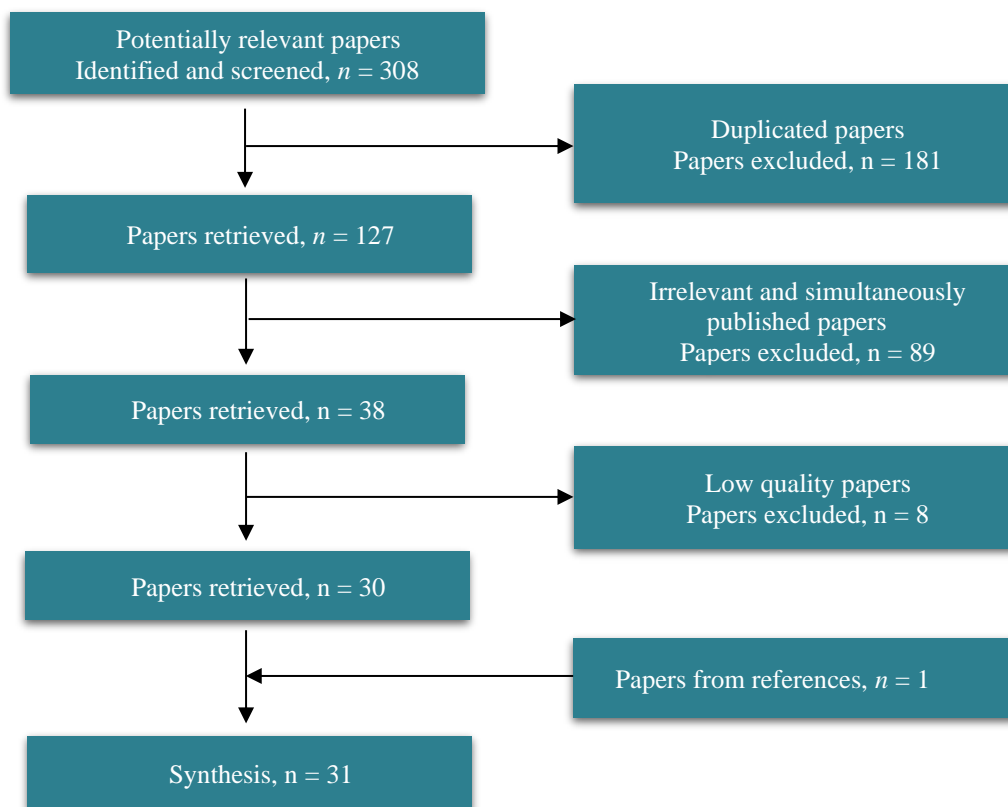 Potentially relevant papers
Identified and screened, n = 308
Duplicated papers
Papers excluded, n = 181
Papers retrieved, n = 127
Irrelevant and simultaneously
published papers
Papers excluded, n = 89
Papers retrieved, n = 38
Low quality papers
Papers excluded, n = 8
Papers retrieved, n = 30
Papers from references, n = 1
Synthesis, n = 31